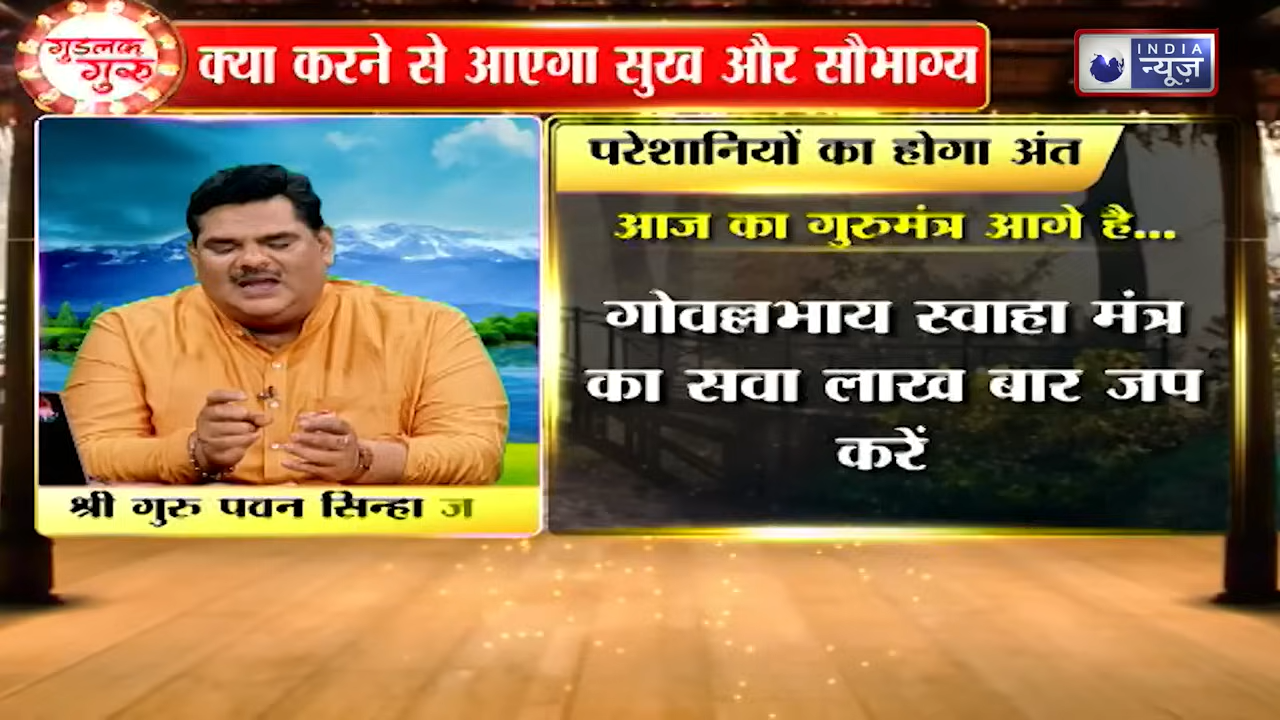 गुडलक
गुरु
क्या करने से आएगा सुख और सौभाग्य
INDIA
न्यूज़
परेशानियों का होगा अंत
आज का गुरुमंत्र आगे है...
गोवल्लभाय स्वाहा मंत्र
का सवा लाख बार जप
करें
श्री गुरु पवन सिन्हा ज